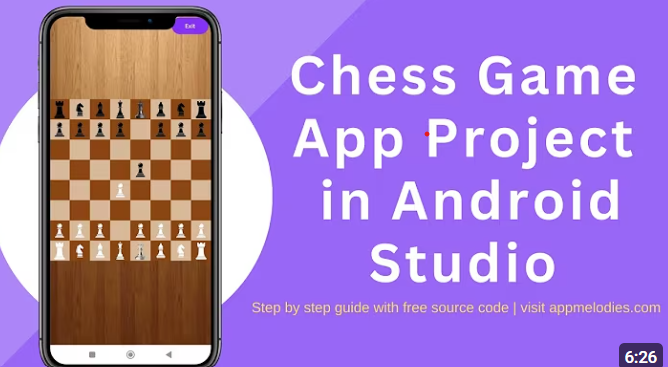 Exit
Chess Game
App Project
in Android
Studio
Step by step guide with free source code | visit appmelodies.com
6:26